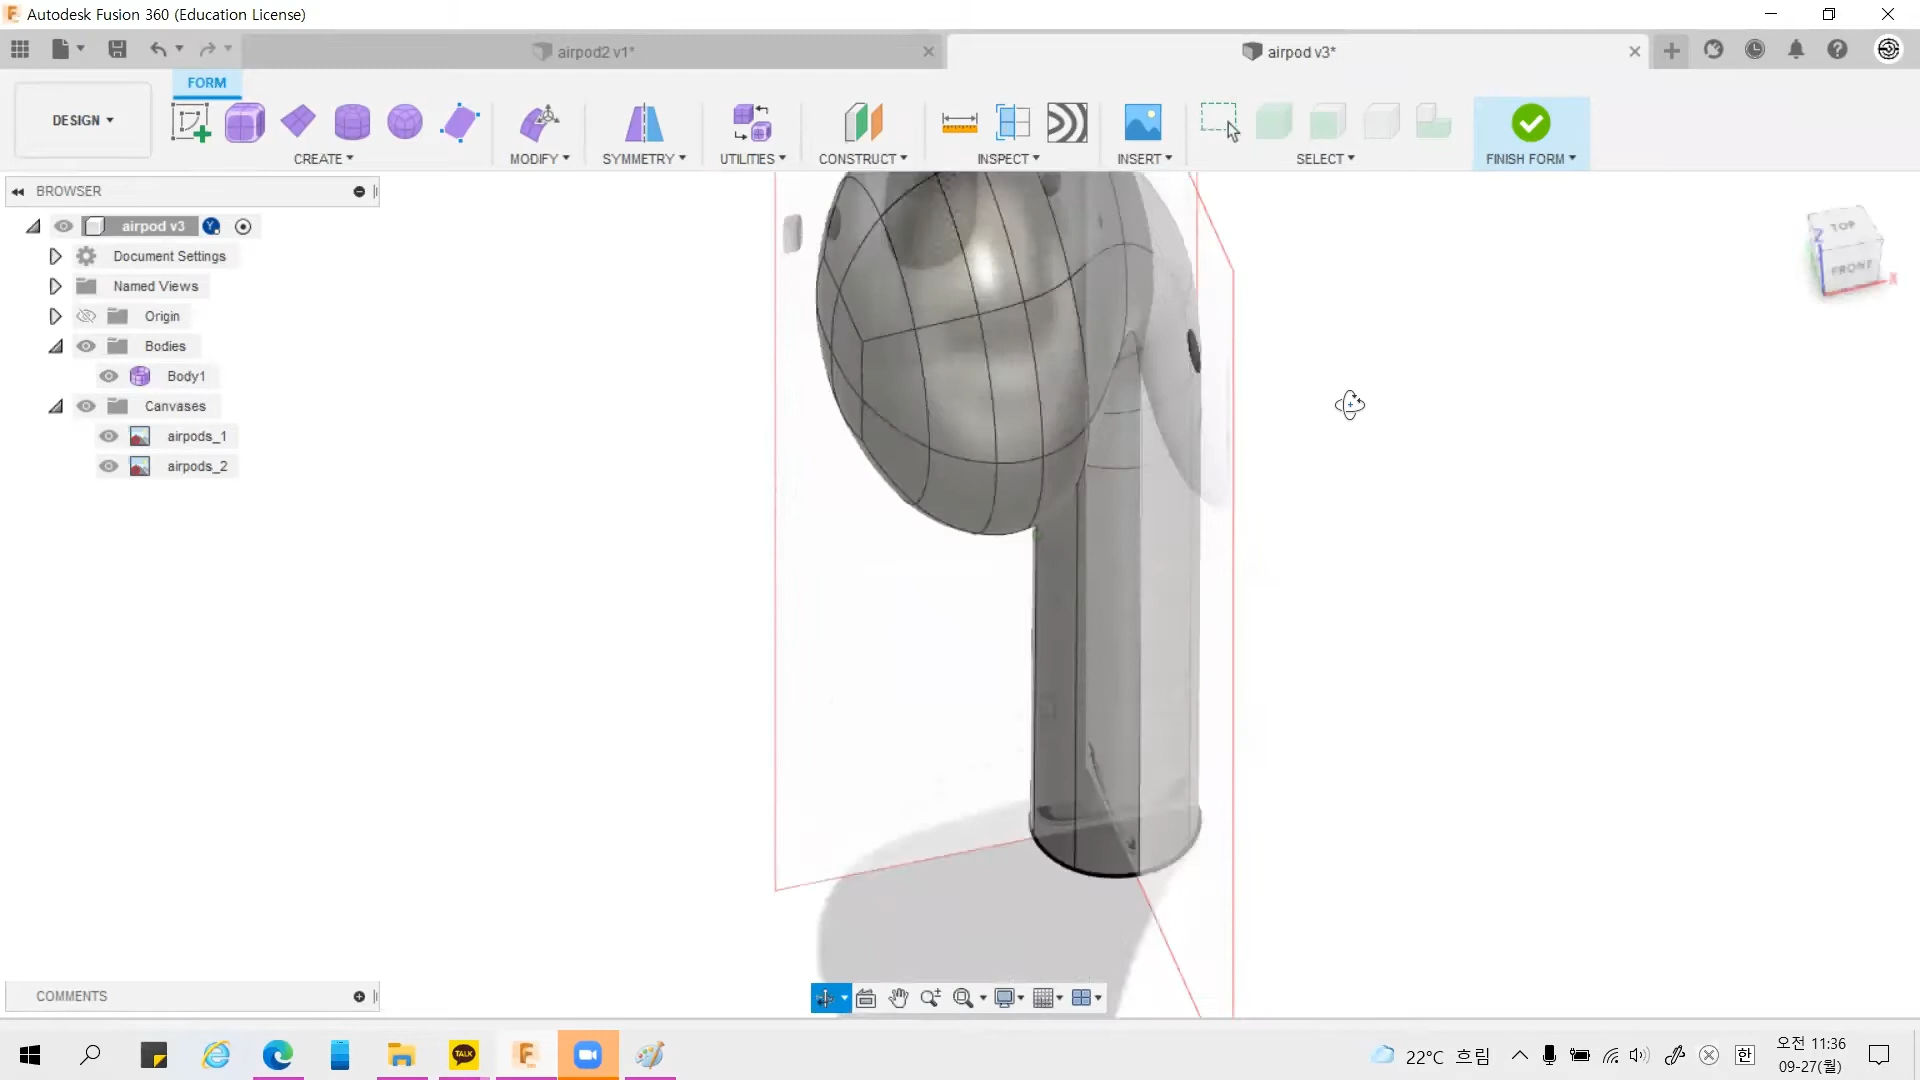 Autodesk Fusion 360 (Education License)
airpod2 v1*
airpod v3*
FORM
DESIGN
CREATE
MODIFY
SYMMETRY
UTILITIES
CONSTRUCT
INSPECT
INSERT
SELECT
FINISH FORM
BROWSER
airpod v3
Document Settings
Named Views
Origin
Bodies
Body1
Canvases
airpods_1
airpods_2
TOP
FRONT
Z
X
COMMENTS
TALK
22°C 흐림
한
오전 11:36
09-27(월)